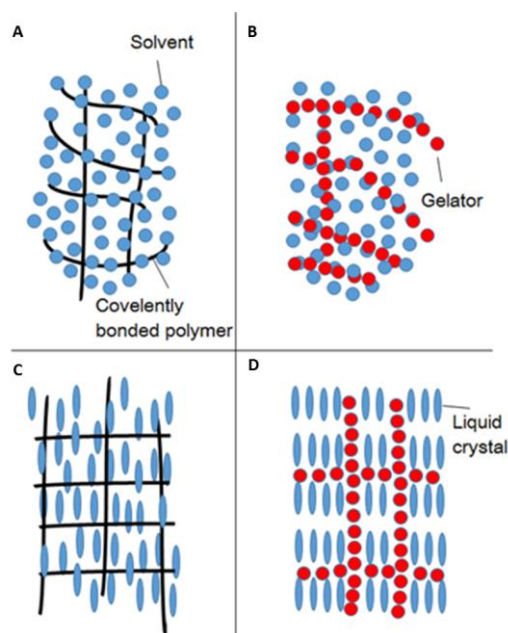 A
Solvent
Covelently
bonded polymer
B
Gelator
C
D
Liquid
crystal